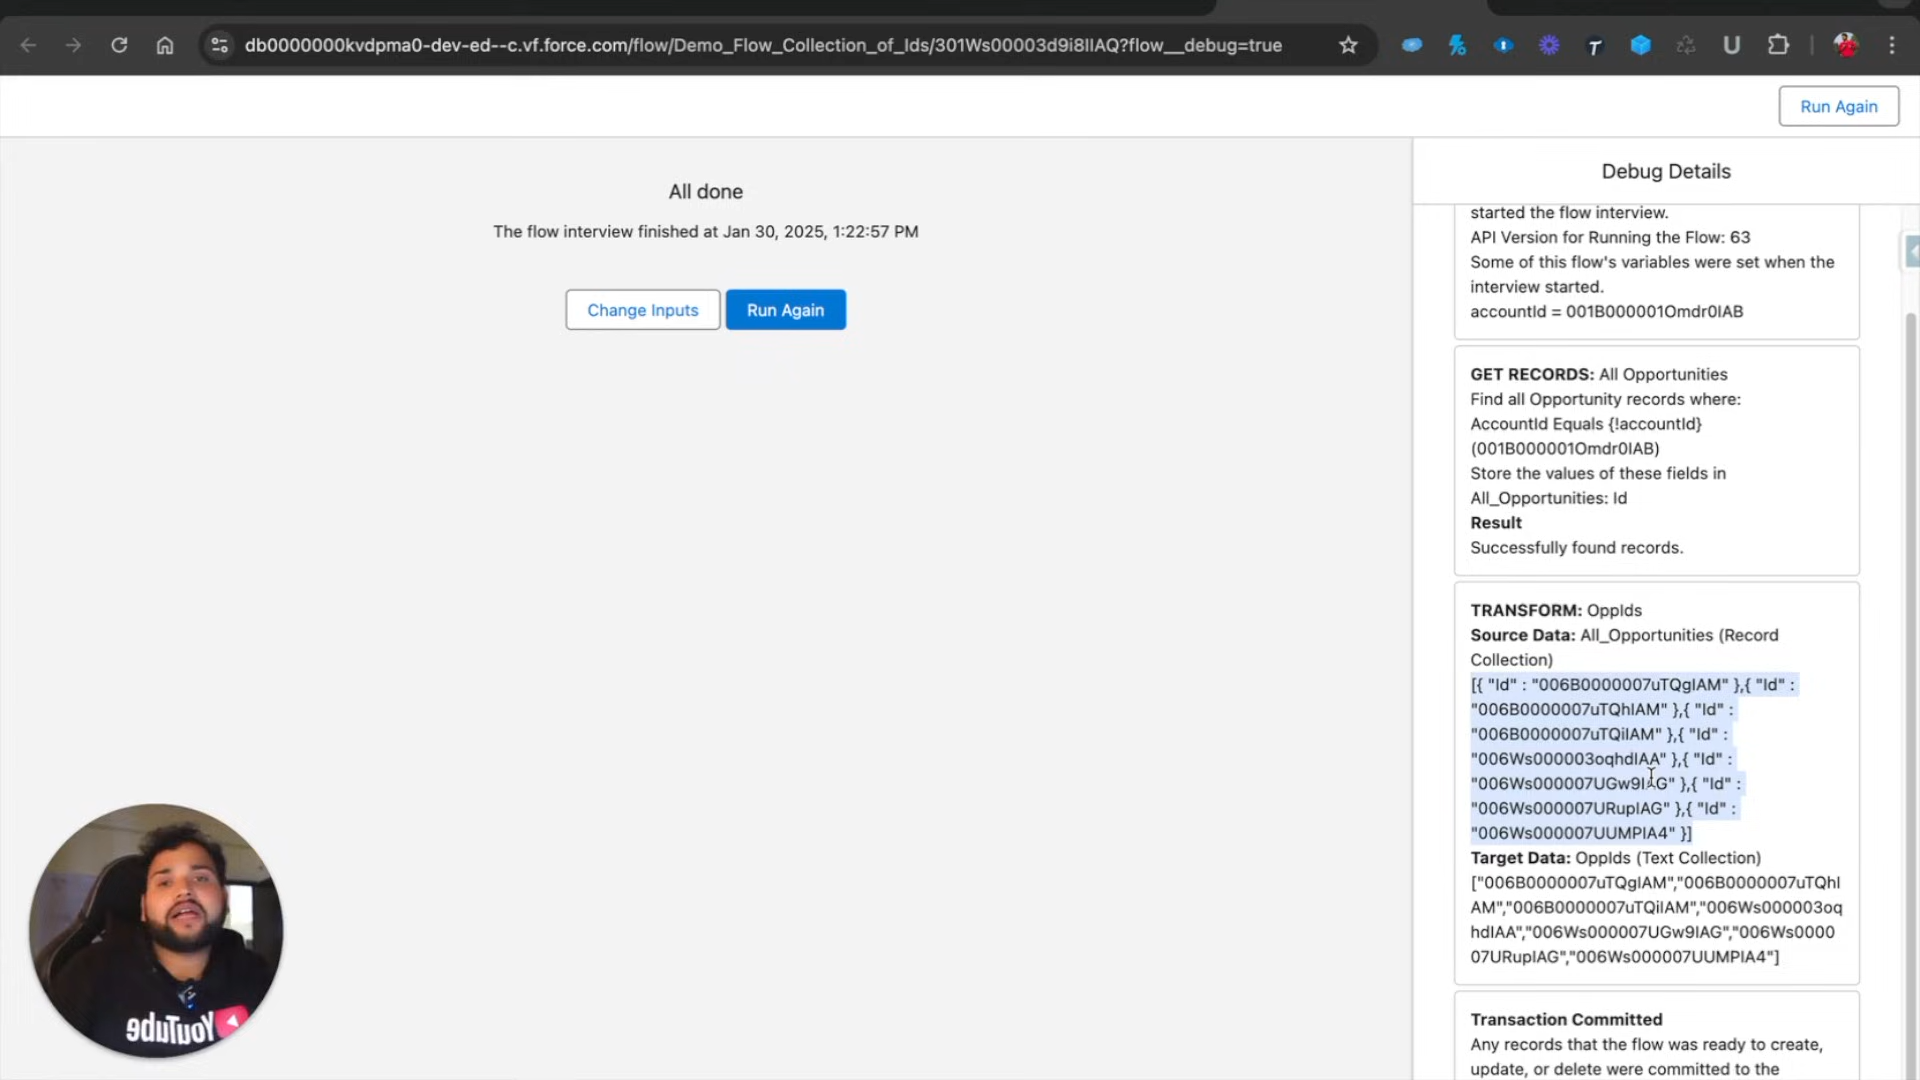 db0000000kvdpma0-dev-ed--c.vf.force.com/flow/Demo_Flow_Collection_of_Ids/301Ws00003d9i8IIAQ?flow__debug=true
Run Again
All done
The flow interview finished at Jan 30, 2025, 1:22:57 PM
Change Inputs
Run Again
Debug Details
started the flow interview.
API Version for Running the Flow: 63
Some of this flow's variables were set when the
interview started.
accountId = 001B000001Omdr0IAB
GET RECORDS: All Opportunities
Find all Opportunity records where:
AccountId Equals {!accountId}
(001B000001Omdr0IAB)
Store the values of these fields in
All_Opportunities: Id
Result
Successfully found records.
TRANSFORM: OppIds
Source Data: All_Opportunities (Record
Collection)
[{ "Id" : "006B0000007uTQgIAM" },{ "Id" :
"006B0000007uTQhIAM" },{ "Id" :
"006B0000007uTQiIAM" },{ "Id" :
"006Ws000003oqhdIAA" },{ "Id" :
"006Ws000007UGw9IAG" },{ "Id" :
"006Ws000007URupIAG" },{ "Id" :
"006Ws000007UUMPIA4" }]
Target Data: OppIds (Text Collection)
["006B0000007uTQgIAM","006B0000007uTQhI
AM","006B0000007uTQiIAM","006Ws000003oq
hdIAA","006Ws000007UGw9IAG","006Ws0000
07URupIAG","006Ws000007UUMPIA4"]
Transaction Committed
Any records that the flow was ready to create,
update, or delete were committed to the
YouTube